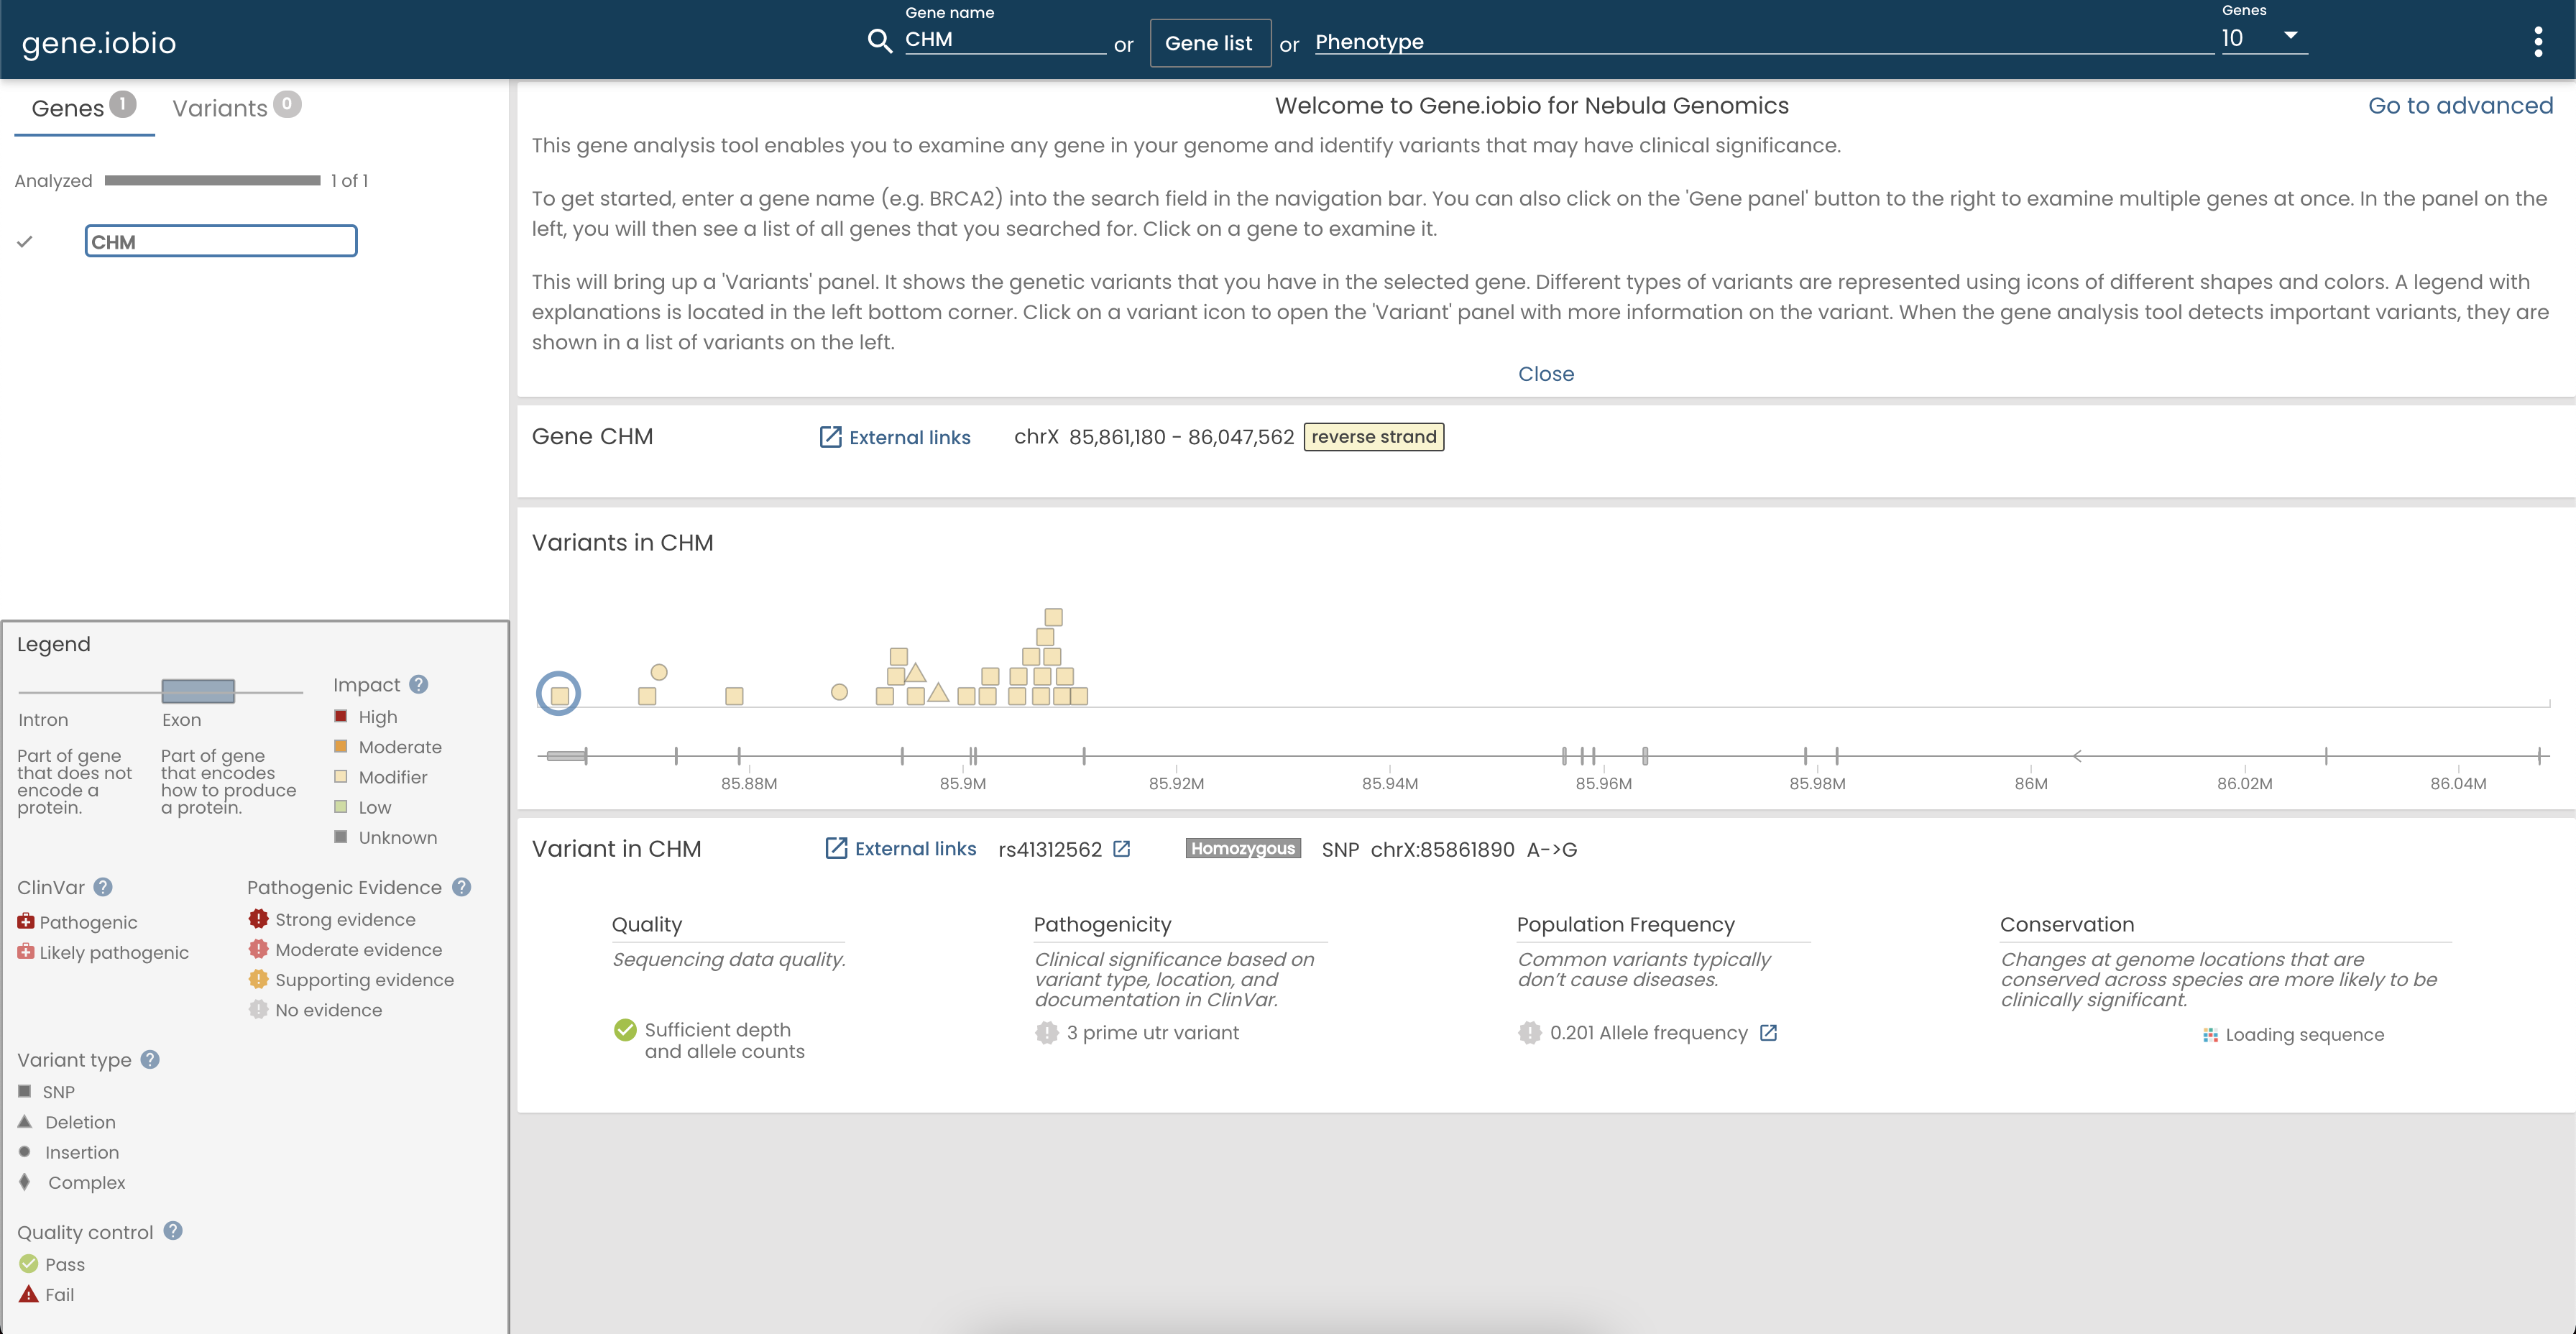 gene.iobio
Gene name
CHM
or
Gene list
or
Phenotype
Genes
10
Genes 1
Variants 0
Analyzed
1 of 1
CHM
Legend
Intron
Part of gene
that does not
encode a
protein.
Exon
Part of gene
that encodes
how to produce
a protein.
Impact ?
High
Moderate
Modifier
Low
Unknown
ClinVar ?
Pathogenic
Likely pathogenic
Pathogenic Evidence ?
Strong evidence
Moderate evidence
Supporting evidence
No evidence
Variant type ?
SNP
Deletion
Insertion
Complex
Quality control ?
Pass
Fail
Welcome to Gene.iobio for Nebula Genomics
Go to advanced
This gene analysis tool enables you to examine any gene in your genome and identify variants that may have clinical significance.
To get started, enter a gene name (e.g. BRCA2) into the search field in the navigation bar. You can also click on the 'Gene panel' button to the right to examine multiple genes at once. In the panel on the
left, you will then see a list of all genes that you searched for. Click on a gene to examine it.
This will bring up a 'Variants' panel. It shows the genetic variants that you have in the selected gene. Different types of variants are represented using icons of different shapes and colors. A legend with
explanations is located in the left bottom corner. Click on a variant icon to open the 'Variant' panel with more information on the variant. When the gene analysis tool detects important variants, they are
shown in a list of variants on the left.
Close
Gene CHM
External links
chrX 85,861,180 - 86,047,562
reverse strand
Variants in CHM
85.88M
85.9M
85.92M
85.94M
85.96M
85.98M
86M
86.02M
86.04M
Variant in CHM
External links
rs41312562
Homozygous
SNP chrX:85861890 A->G
Quality
Sequencing data quality.
Sufficient depth
and allele counts
Pathogenicity
Clinical significance based on
variant type, location, and
documentation in ClinVar.
3 prime utr variant
Population Frequency
Common variants typically
don't cause diseases.
0.201 Allele frequency
Conservation
Changes at genome locations that are
conserved across species are more likely to be
clinically significant.
Loading sequence